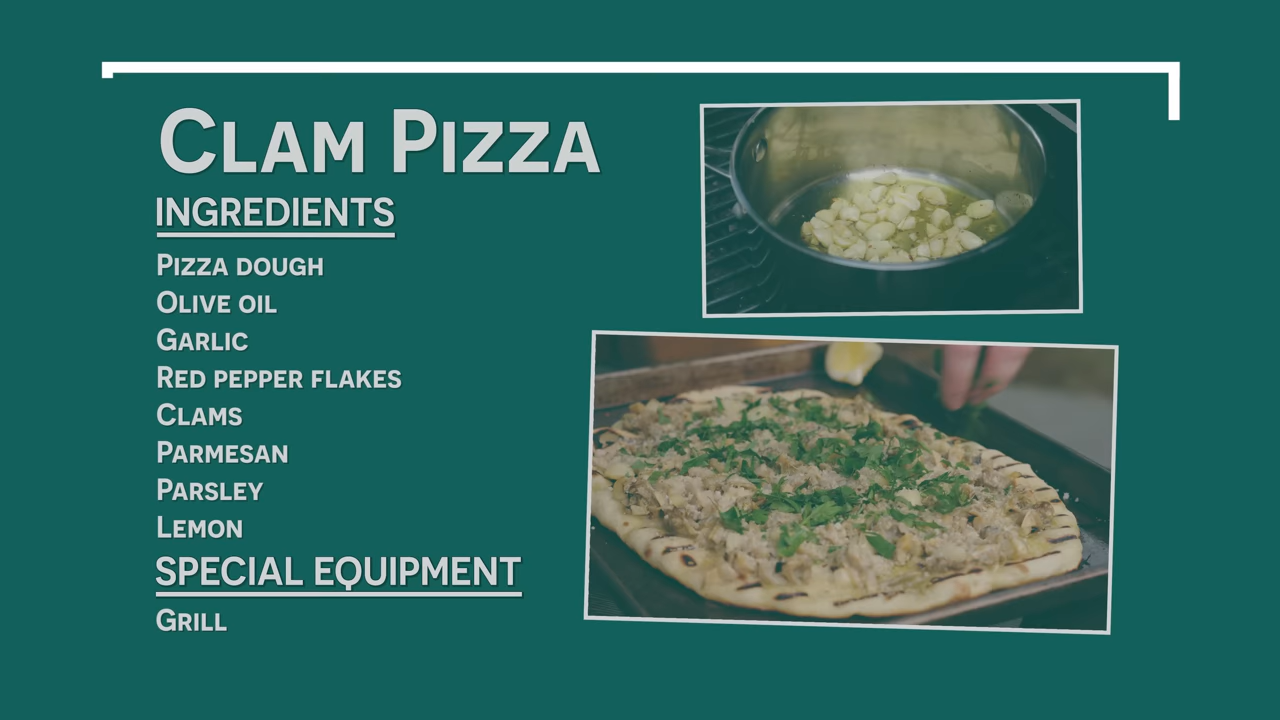 Clam Pizza
INGREDIENTS
Pizza dough
Olive oil
Garlic
Red pepper flakes
Clams
Parmesan
Parsley
Lemon
SPECIAL EQUIPMENT
Grill